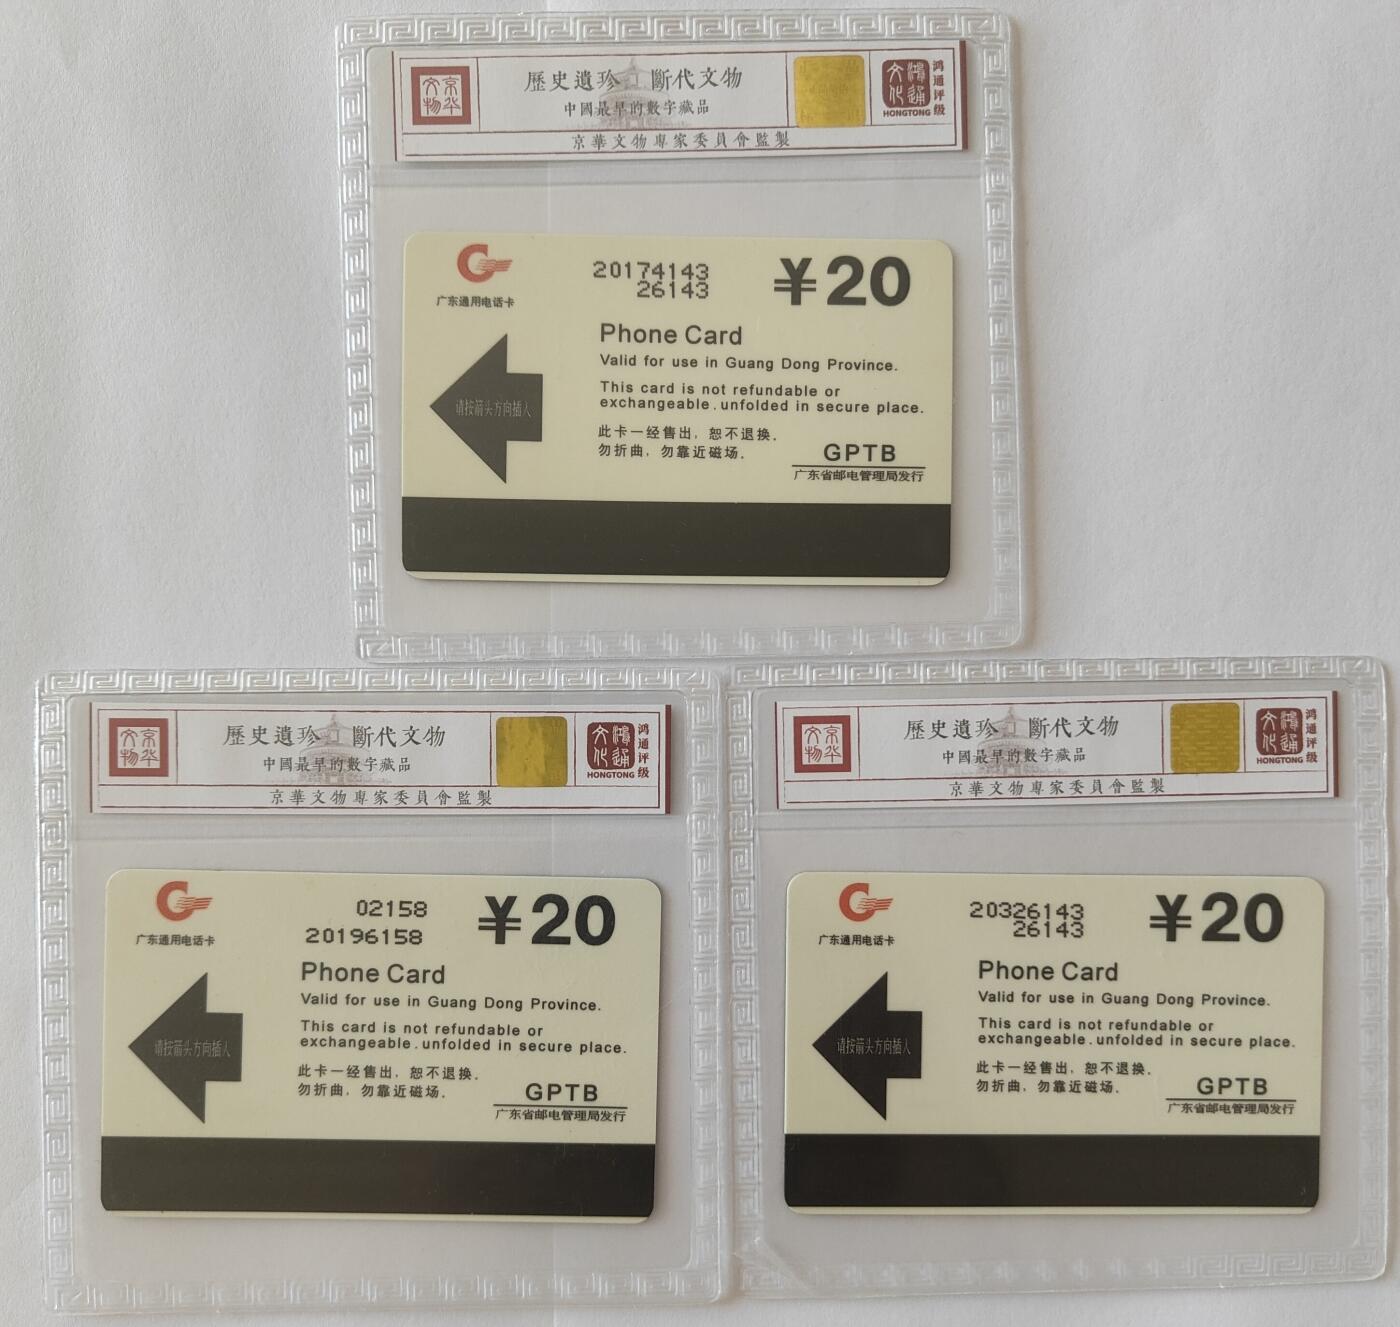 京华文物
歷史遺珍 斷代文物
中國最早的數字藏品
京華文物專家委員會監製
鸿通文化
HONGTONG
鸿通评级
广东通用电话卡
20174143
26143
¥20
Phone Card
Valid for use in Guang Dong Province.
This card is not refundable or
exchangeable.unfolded in secure place.
请按箭头方向插入
此卡一经售出，恕不退换．
勿折曲，勿靠近磁场．
GPTB
广东省邮电管理局发行
京华文物
歷史遺珍 斷代文物
中國最早的數字藏品
京華文物專家委員會監製
鸿通文化
HONGTONG
鸿通评级
广东通用电话卡
02158
20196158
¥20
Phone Card
Valid for use in Guang Dong Province.
This card is not refundable or
exchangeable.unfolded in secure place.
请按箭头方向插入
此卡一经售出，恕不退换．
勿折曲，勿靠近磁场．
GPTB
广东省邮电管理局发行
京华文物
歷史遺珍 斷代文物
中國最早的數字藏品
京華文物專家委員會監製
鸿通文化
HONGTONG
鸿通评级
广东通用电话卡
20326143
26143
¥20
Phone Card
Valid for use in Guang Dong Province.
This card is not refundable or
exchangeable.unfolded in secure place.
请按箭头方向插入
此卡一经售出，恕不退换．
勿折曲，勿靠近磁场．
GPTB
广东省邮电管理局发行